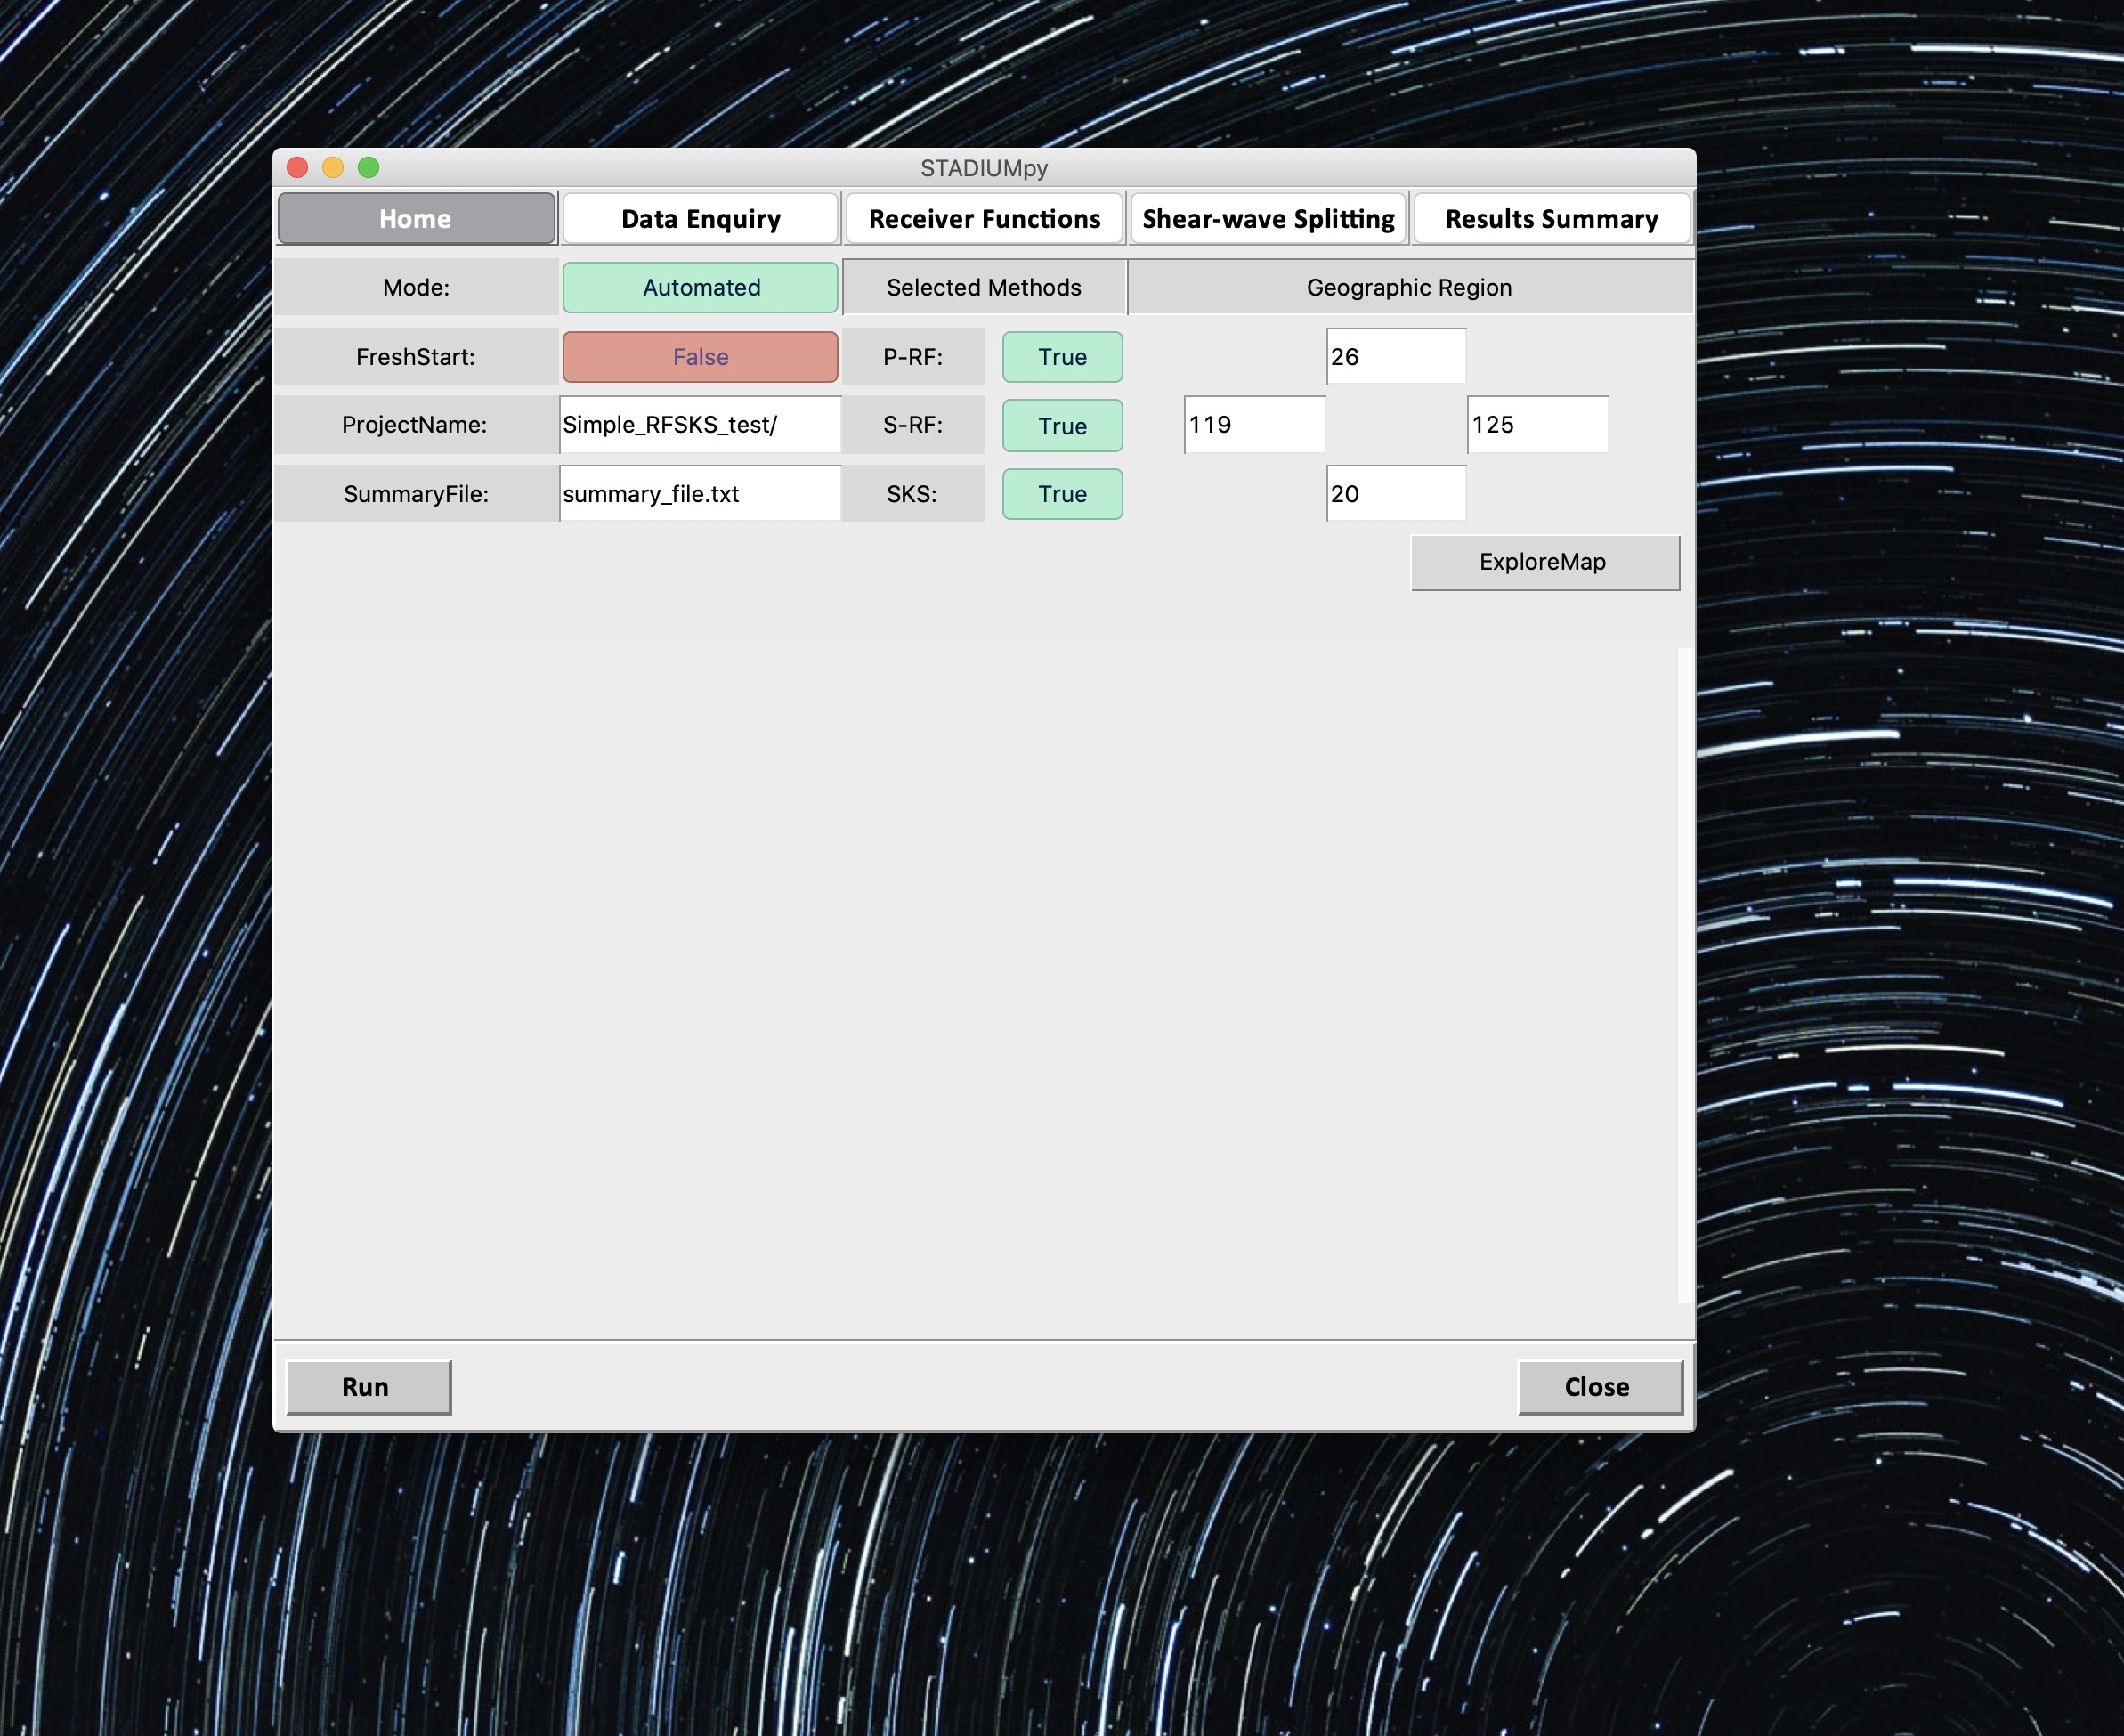 STADIUMpy
Home Data Enquiry Receiver Functions Shear-wave Splitting Results Summary
Mode: Automated Selected Methods Geographic Region
FreshStart: False P-RF: True 26
ProjectName: Simple_RFSKS_test/ S-RF: True 119 125
SummaryFile: summary_file.txt SKS: True 20
ExploreMap
Run Close